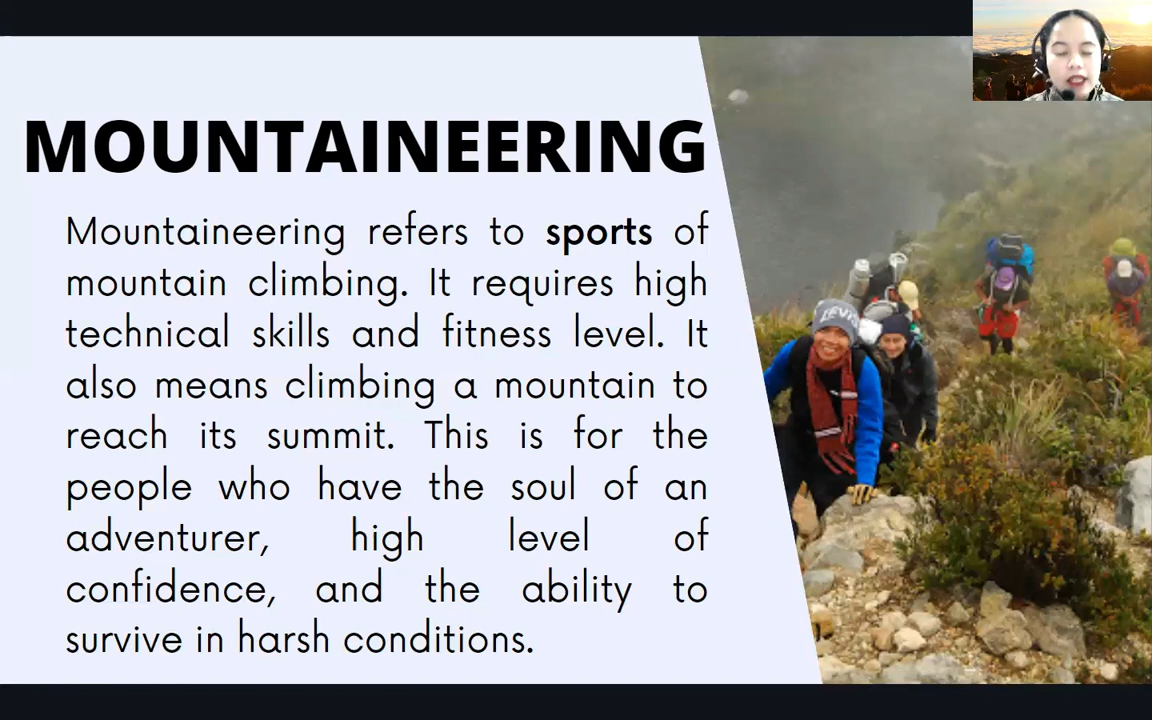 MOUNTAINEERING
Mountaineering refers to sports of
mountain climbing. It requires high
technical skills and fitness level. It
also means climbing a mountain to
reach its summit. This is for the
people who have the soul of an
adventurer, high level of
confidence, and the ability to
survive in harsh conditions.